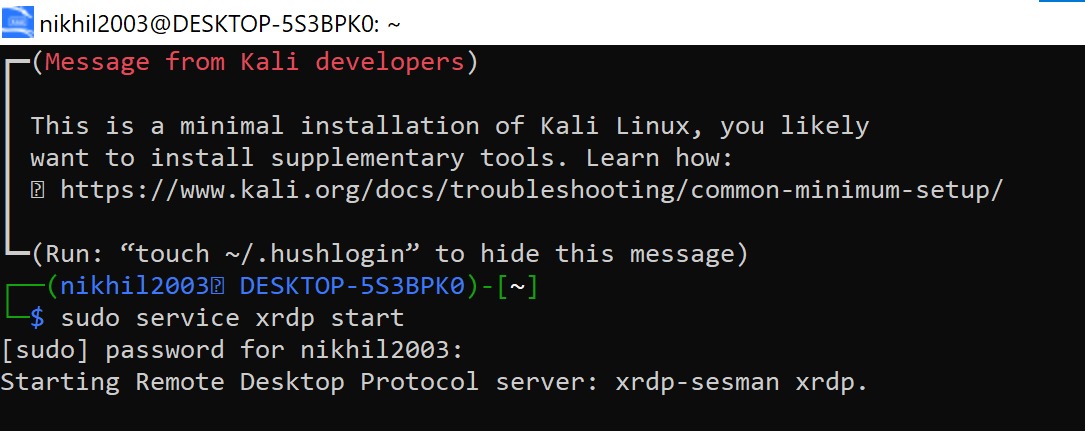 nikhil2003@DESKTOP-5S3BPK0: ~
(Message from Kali developers)
This is a minimal installation of Kali Linux, you likely
want to install supplementary tools. Learn how:
https://www.kali.org/docs/troubleshooting/common-minimum-setup/
(Run: “touch ~/.hushlogin” to hide this message)
(nikhil2003 DESKTOP-5S3BPK0)-[~]
$ sudo service xrdp start
[sudo] password for nikhil2003:
Starting Remote Desktop Protocol server: xrdp-sesman xrdp.